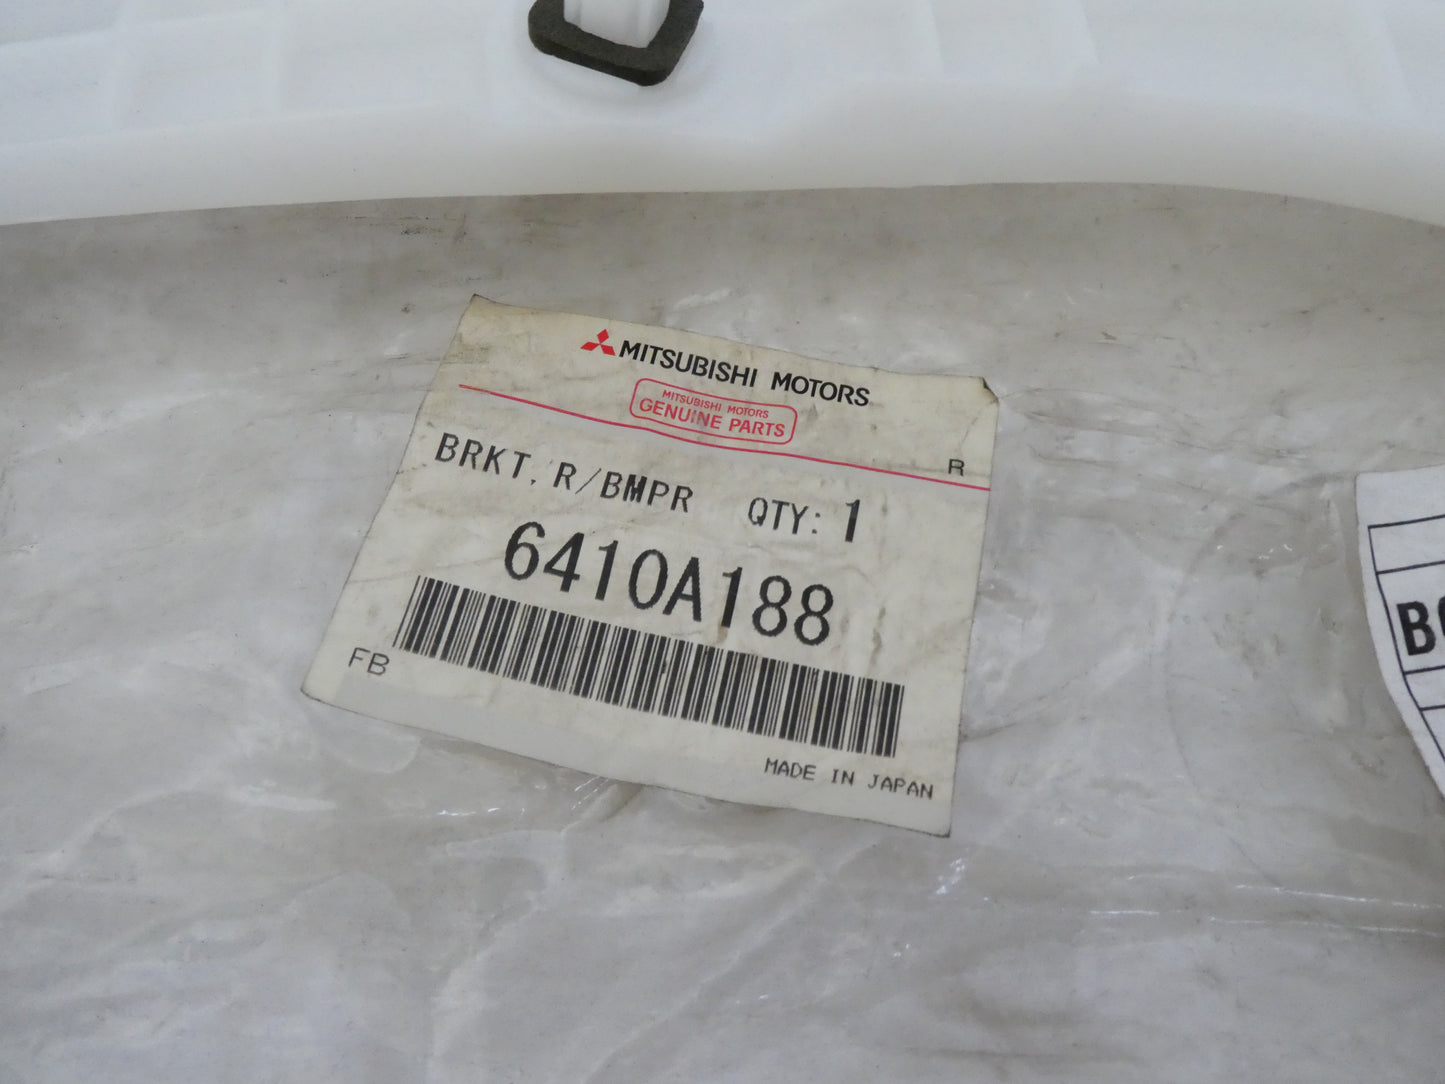 MITSUBISHI MOTORS
MITSUBISHI MOTORS
GENUINE PARTS
R
BRKT, R/BMPR QTY: 1
6410A188
FB
MADE IN JAPAN